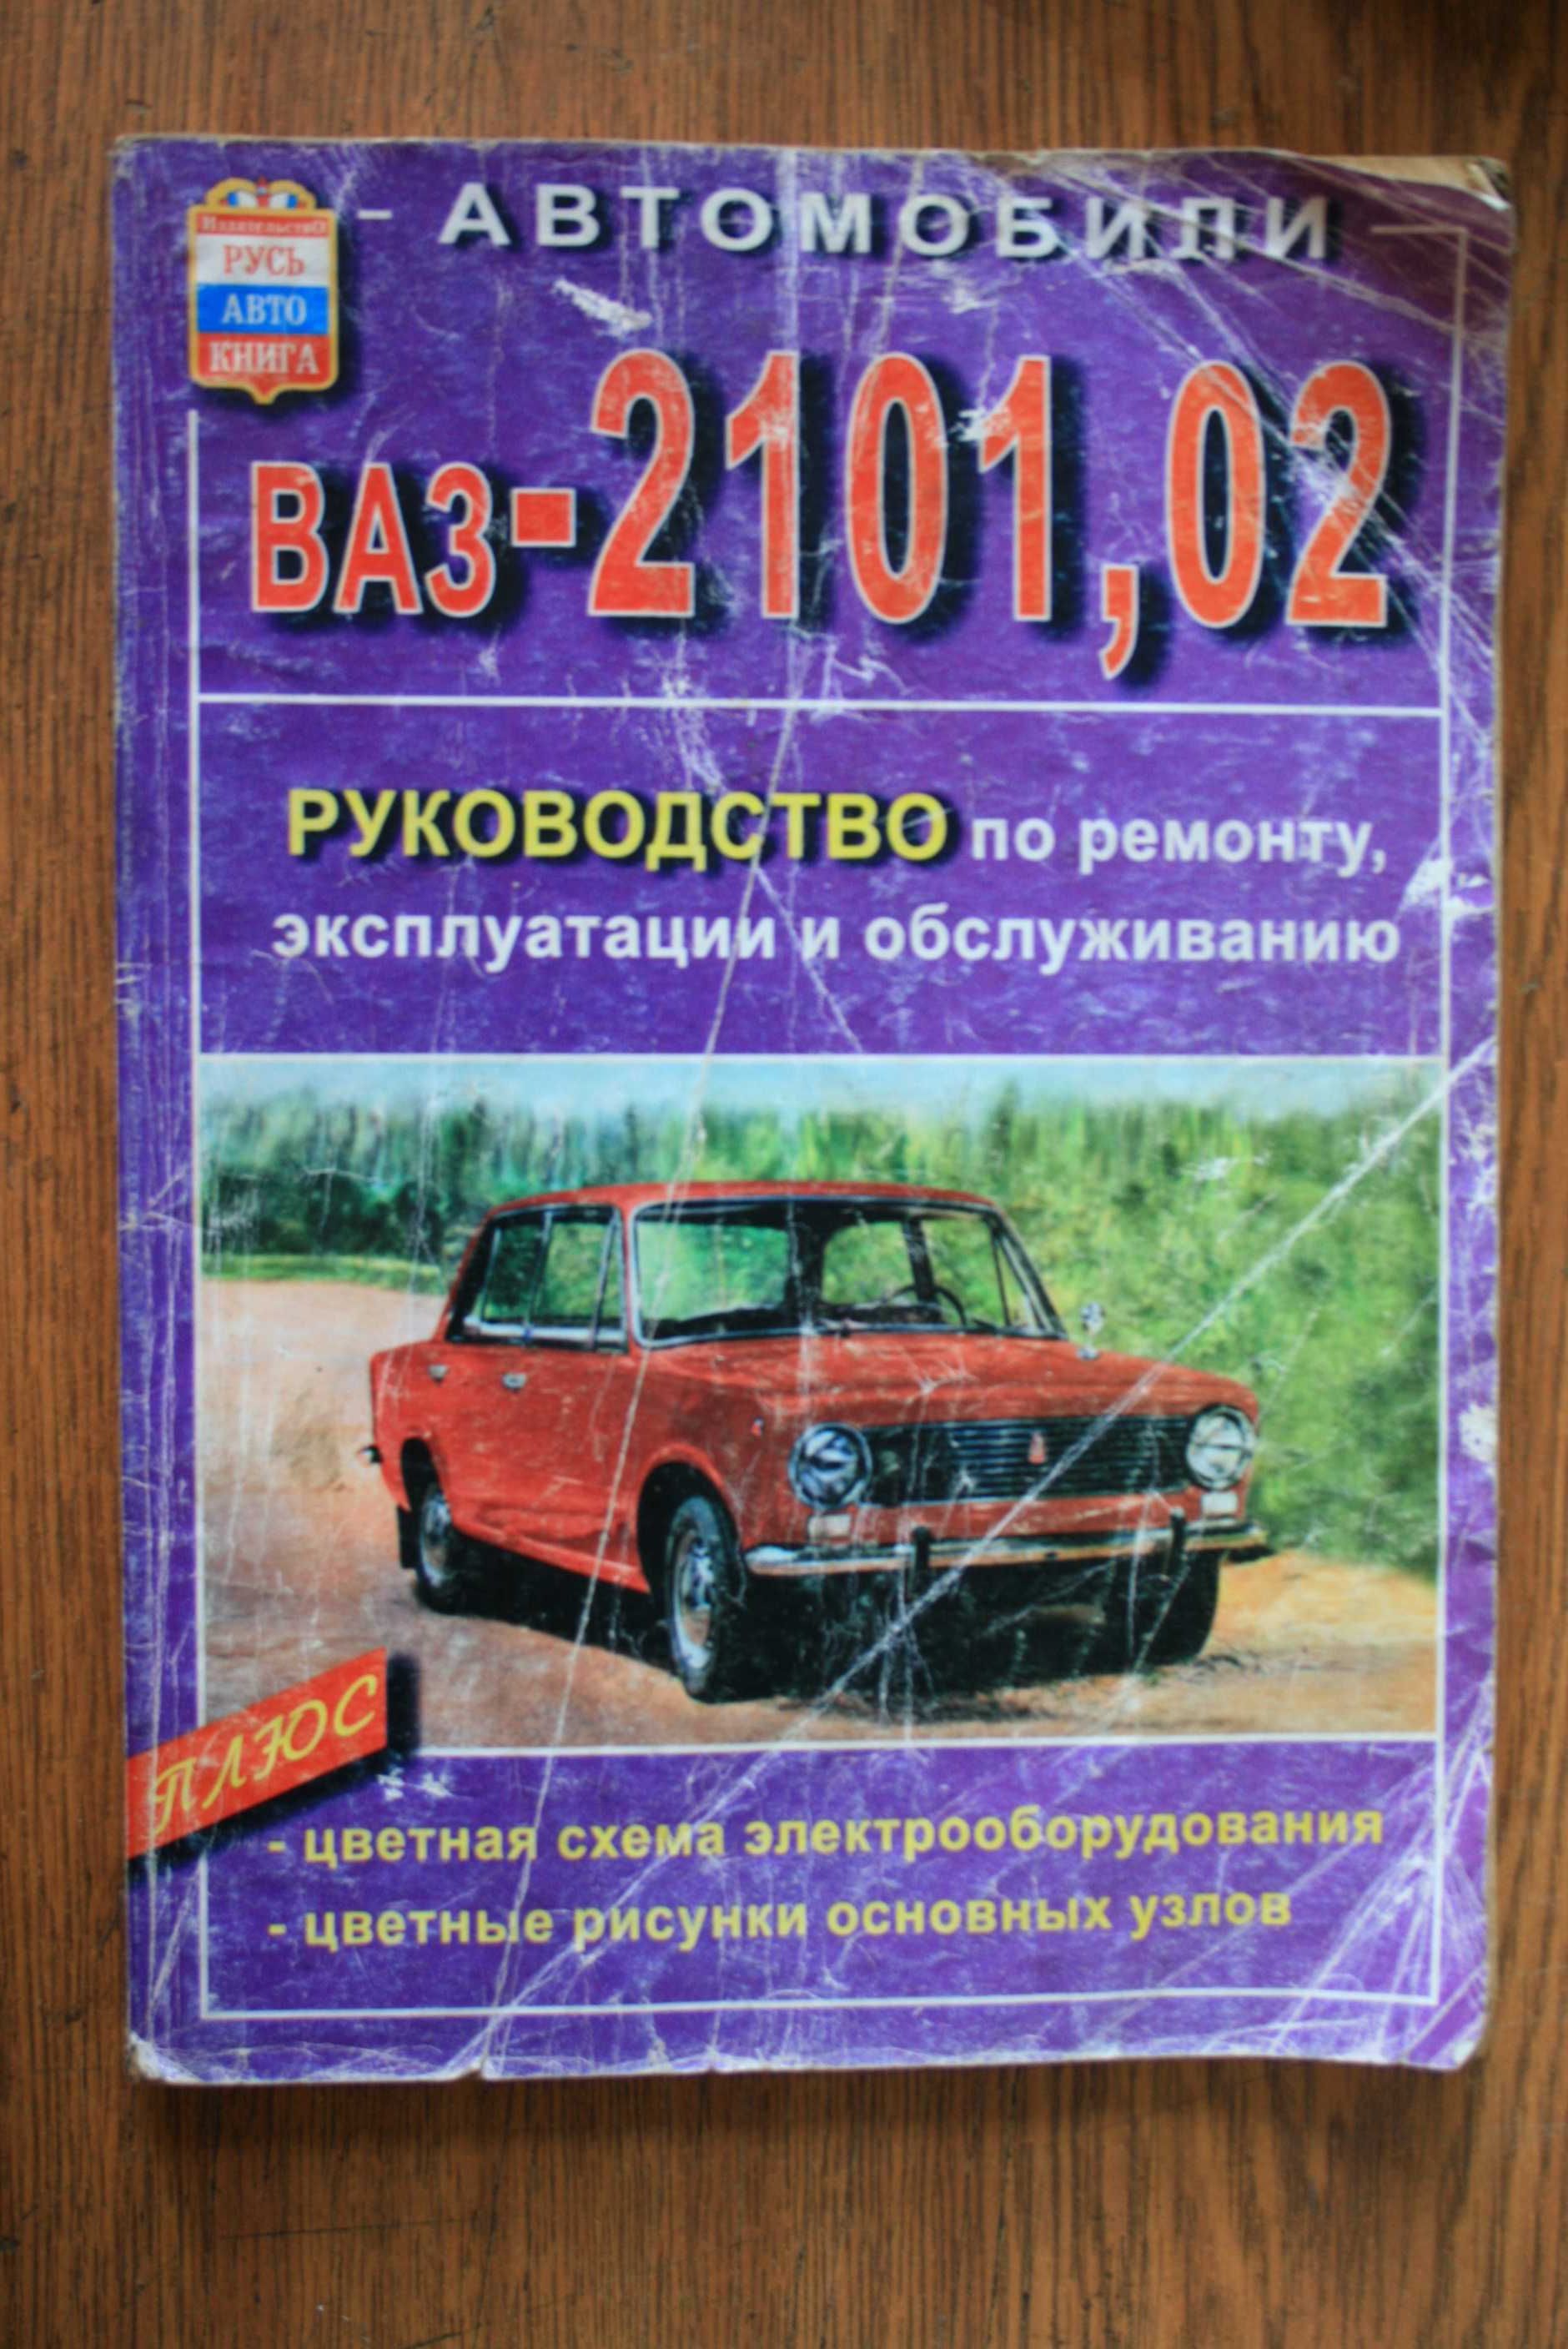 Издательство
РУСЬ
АВТО
КНИГА
- АВТОМОБИЛИ
ВАЗ-2101,02
РУКОВОДСТВО по ремонту,
эксплуатации и обслуживанию
ПЛЮС
- цветная схема электрооборудования
- цветные рисунки основных узлов